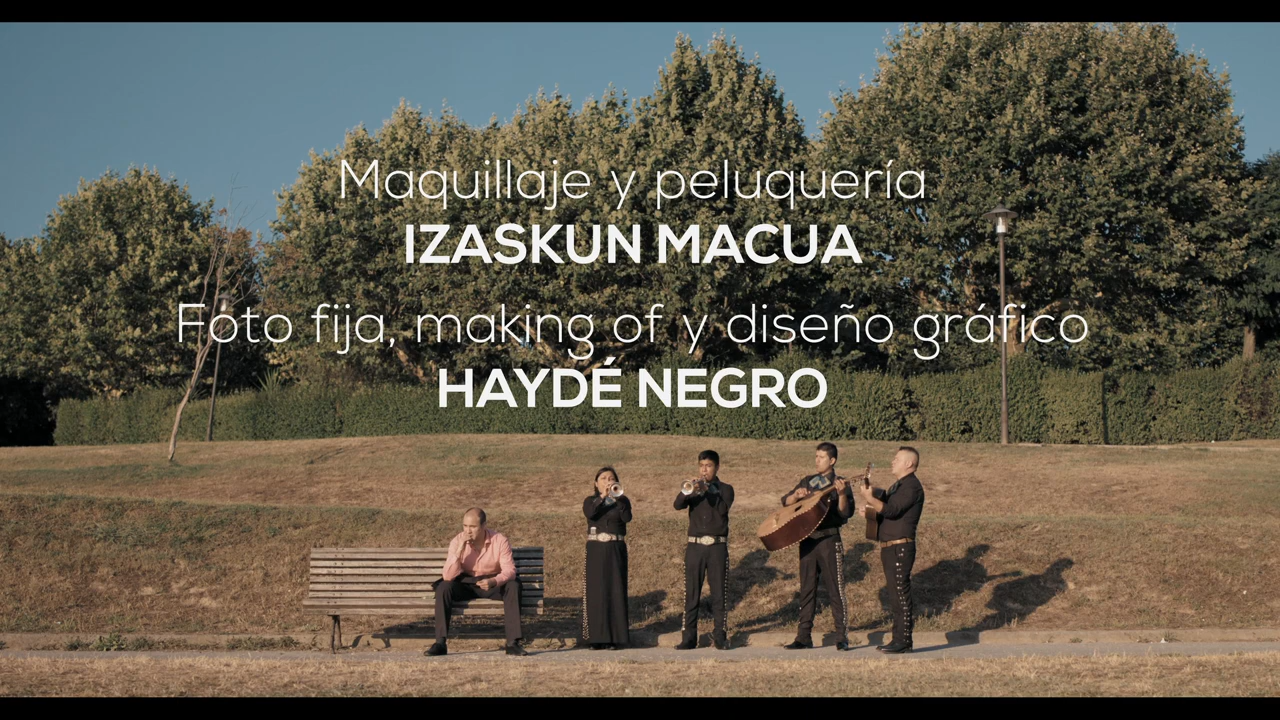 Maquillaje y peluquería
IZASKUN MACUA
Foto fija, making of y diseño gráfico
HAYDÉ NEGRO